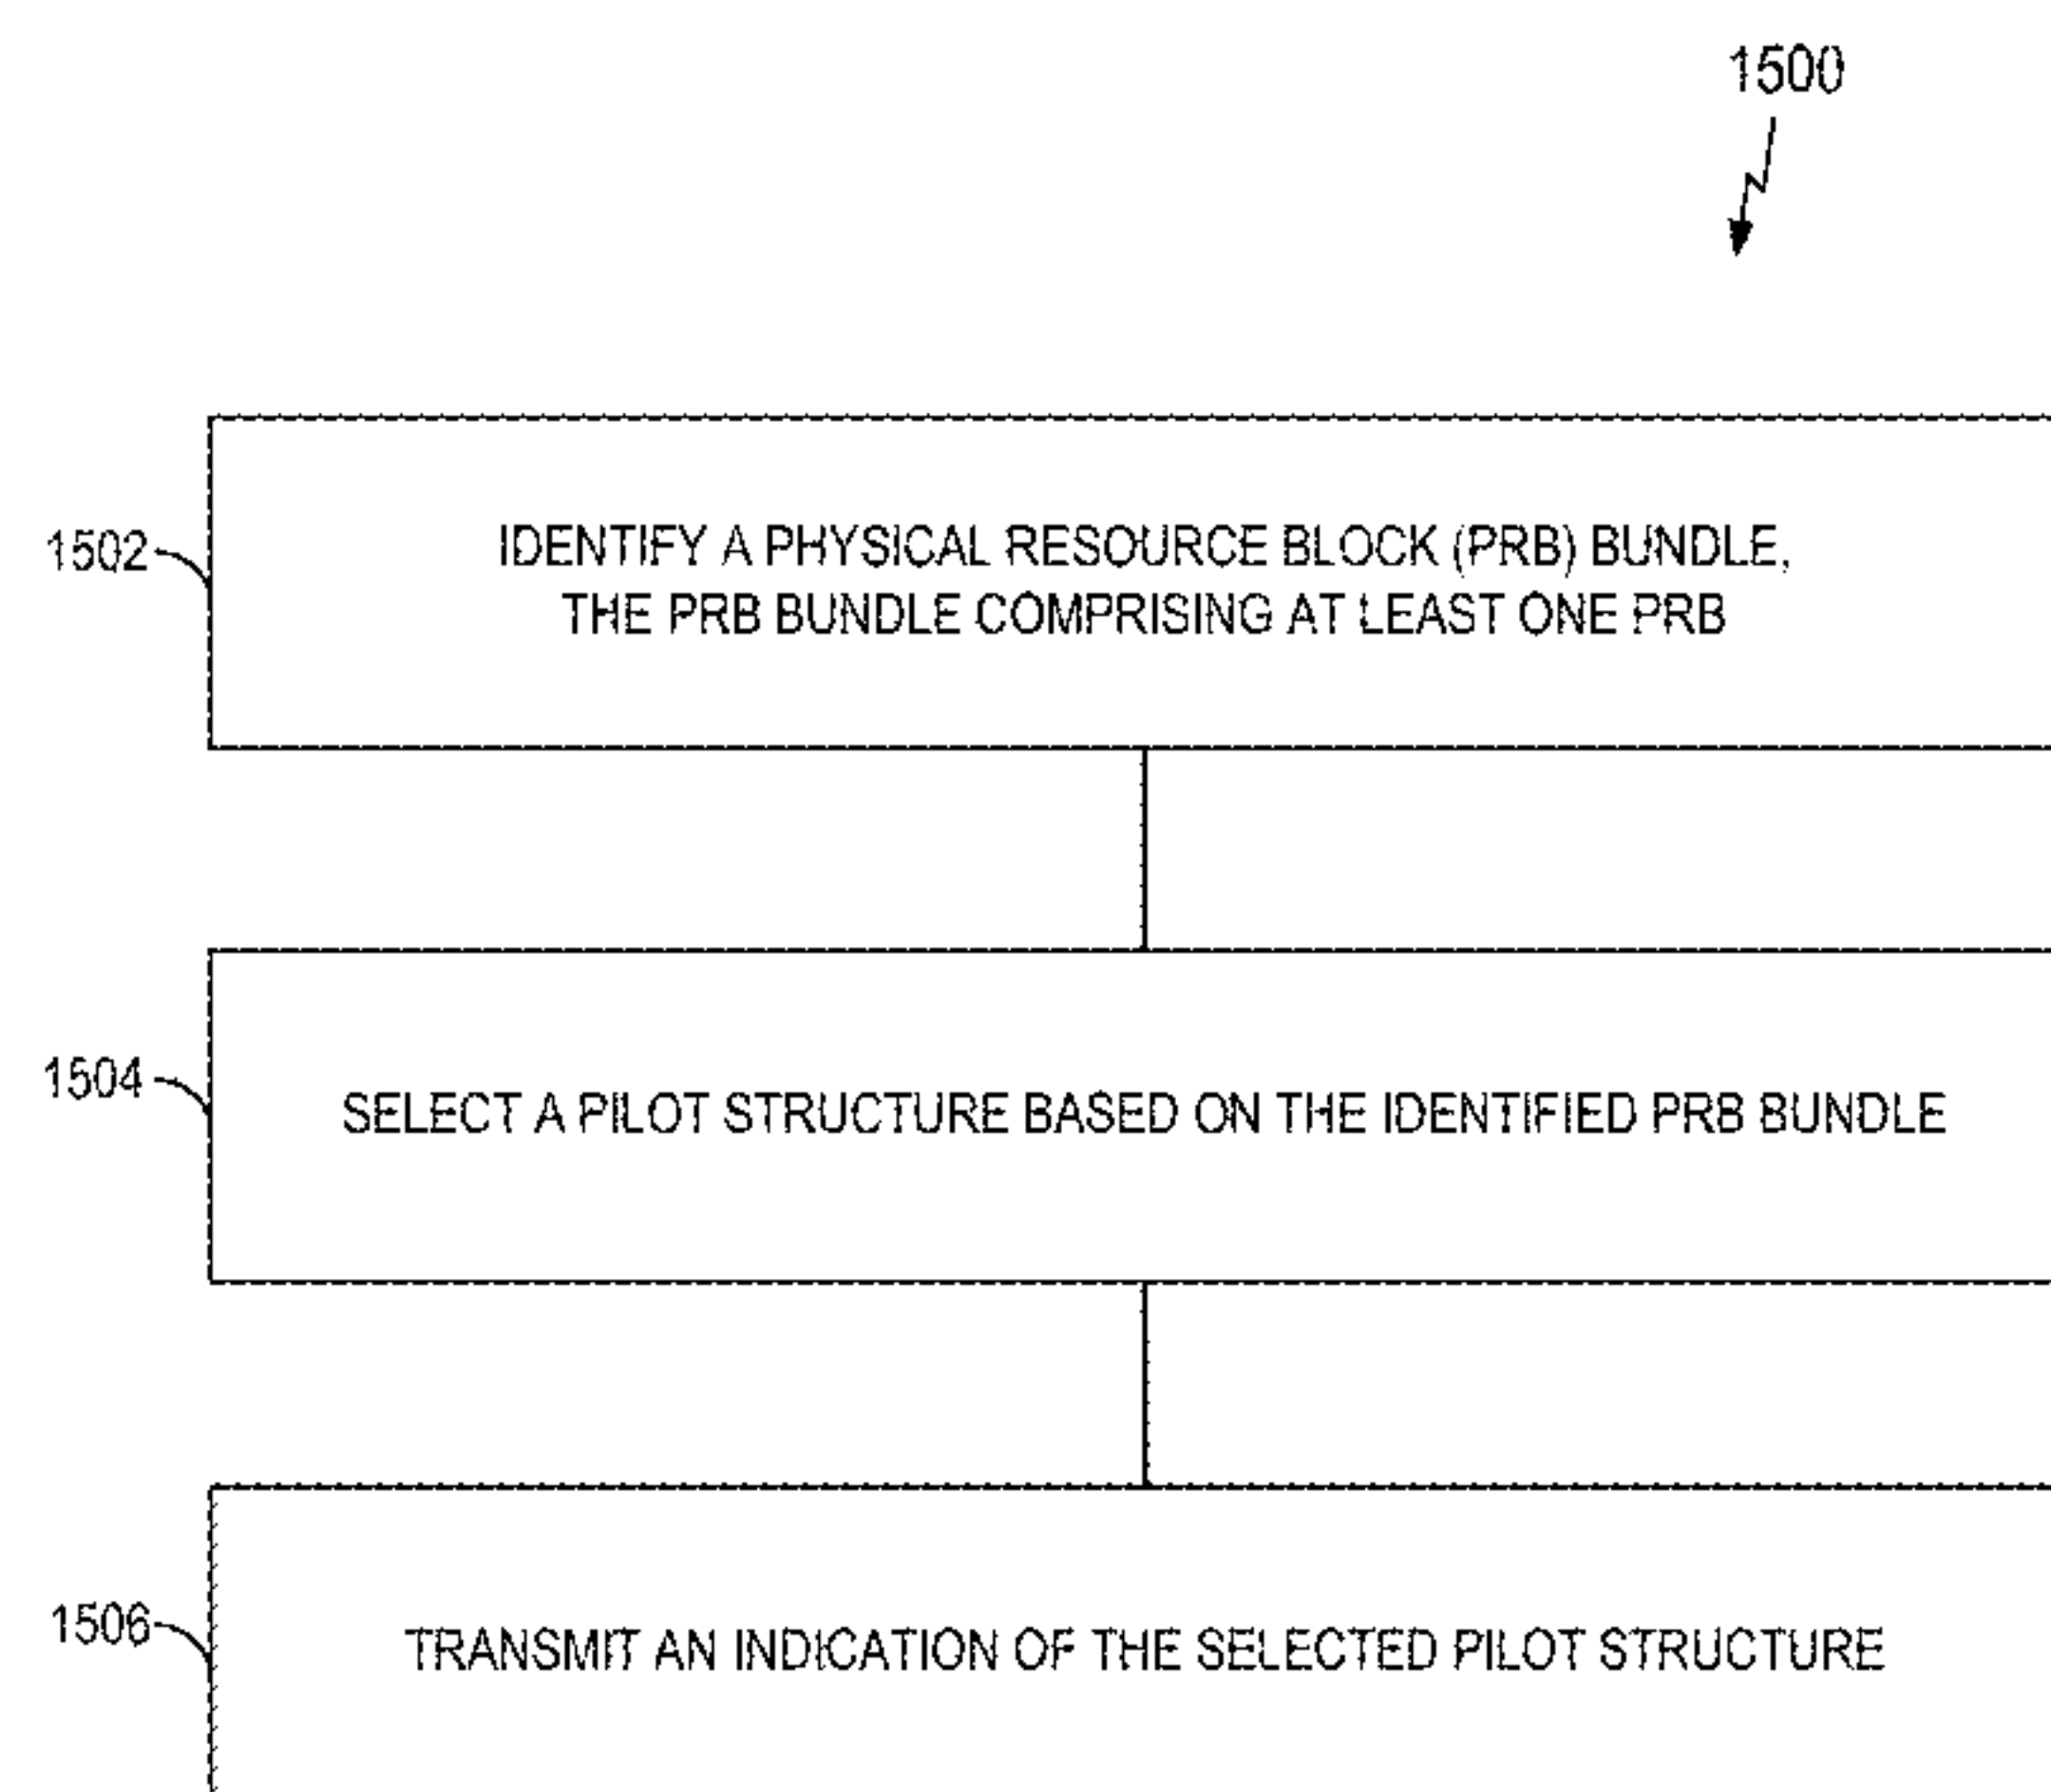 1500
1502
IDENTIFY A PHYSICAL RESOURCE BLOCK (PRB) BUNDLE,
THE PRB BUNDLE COMPRISING AT LEAST ONE PRB
1504
SELECT A PILOT STRUCTURE BASED ON THE IDENTIFIED PRB BUNDLE
1506
TRANSMIT AN INDICATION OF THE SELECTED PILOT STRUCTURE